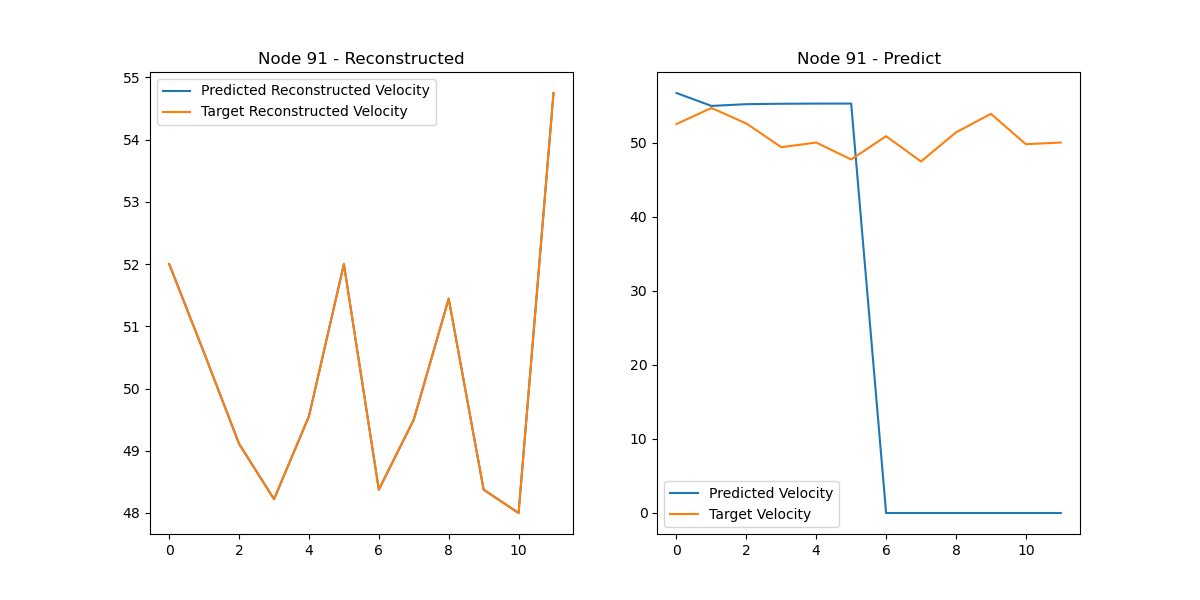 Node 91 - Reconstructed
Predicted Reconstructed Velocity
Target Reconstructed Velocity
55
54
53
52
51
50
49
48
0 2 4 6 8 10
Node 91 - Predict
50
40
30
20
10
0
Predicted Velocity
Target Velocity
0 2 4 6 8 10